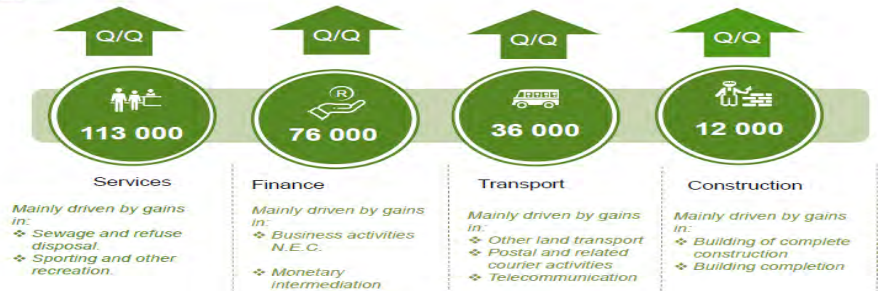 Q/Q
Q/Q
Q/Q
Q/Q
R
113 000
76 000
36 000
12 000
Services
Mainly driven by gains
in:
❖ Sewage and refuse
disposal.
❖ Sporting and other
recreation.
Finance
Mainly driven by gains
in:
❖ Business activities
N.E.C.
❖ Monetary
intermediation
Transport
Mainly driven by gains
in:
❖ Other land transport
❖ Postal and related
courier activities
❖ Telecommunication
Construction
Mainly driven by gains
in:
❖ Building of complete
construction
❖ Building completion